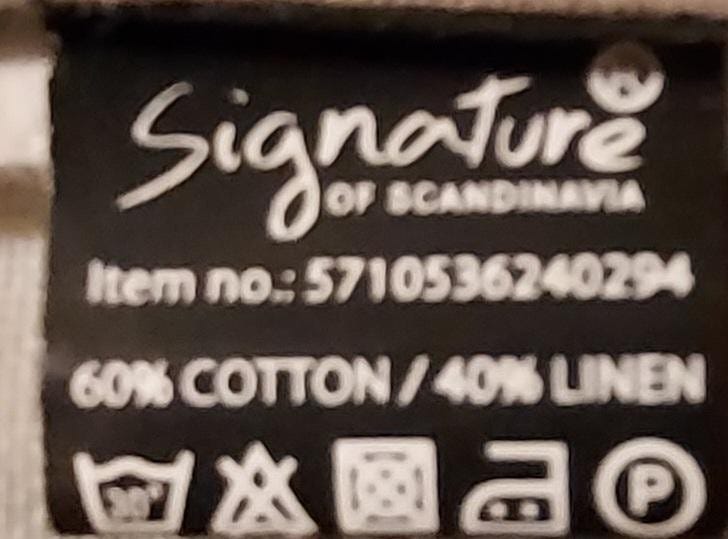 Signature
OF SCANDINAVIA
Item no.: 5710536240294
60% COTTON / 40% LINEN
30°
P